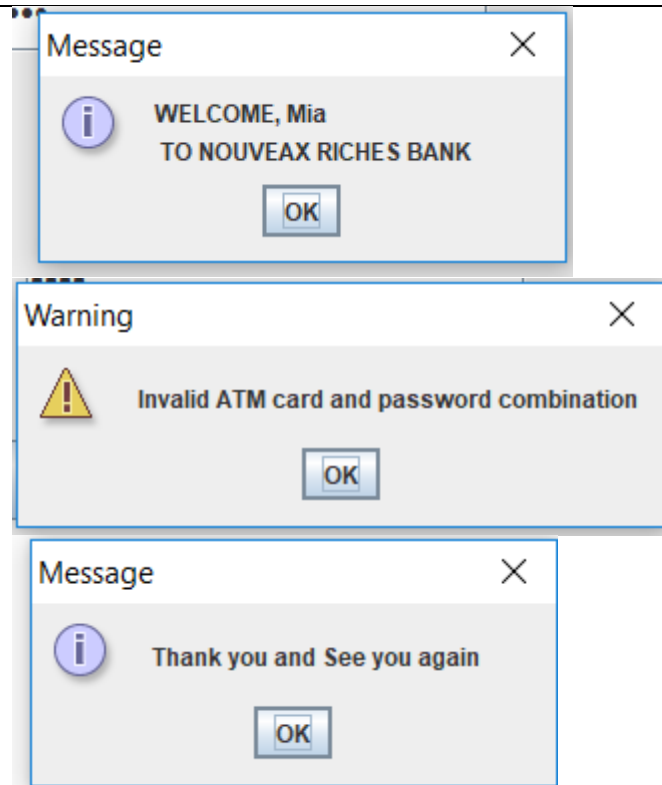 Message
WELCOME, Mia
TO NOUVEAX RICHES BANK
OK
Warning
Invalid ATM card and password combination
OK
Message
Thank you and See you again
OK